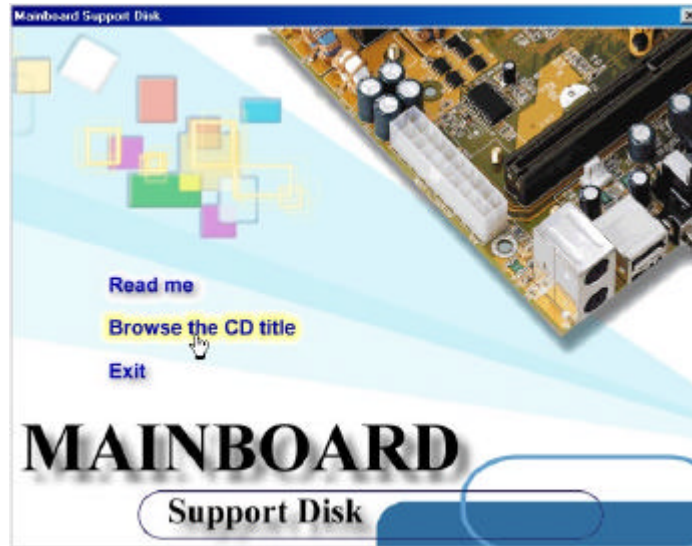 Mainboard Support Disk
Read me
Browse the CD title
Exit
MAINBOARD
Support Disk